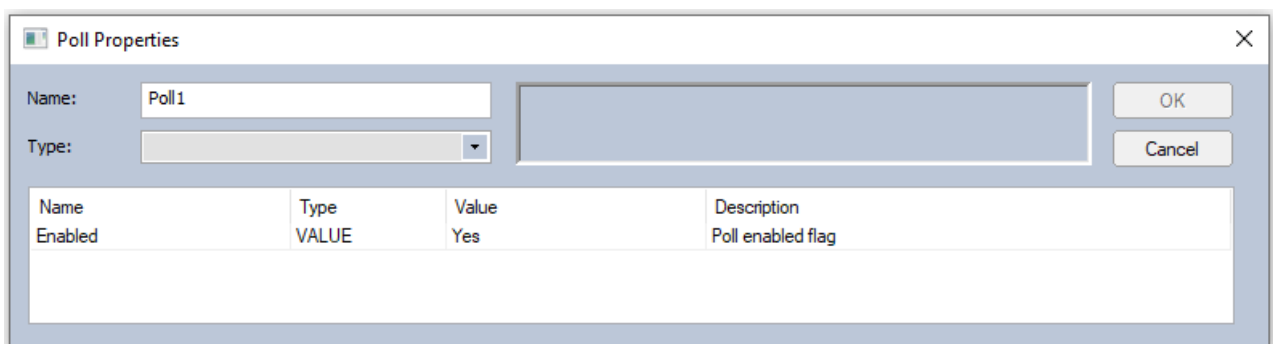 Poll Properties
Name: Poll1 OK
Type: Cancel
Name Type Value Description
Enabled VALUE Yes Poll enabled flag